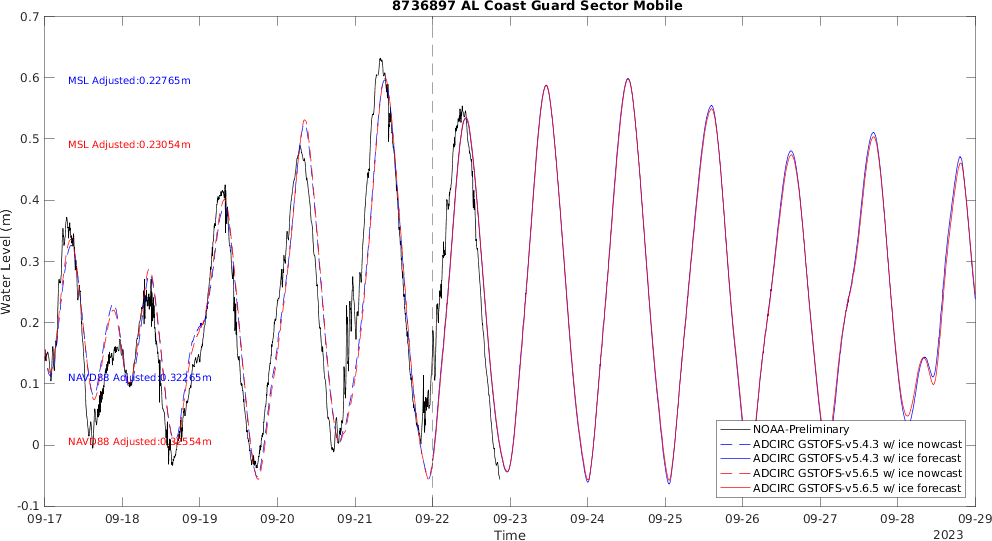 8736897 AL Coast Guard Sector Mobile
0.7
0.6
0.5
0.4
0.3
0.2
0.1
0
-0.1
Water Level (m)
MSL Adjusted:0.22765m
MSL Adjusted:0.23054m
NAVD88 Adjusted:0.32265m
NAVD88 Adjusted:0.32554m
NOAA-Preliminary
ADCIRC GSTOFS-v5.4.3 w/ ice nowcast
ADCIRC GSTOFS-v5.4.3 w/ ice forecast
ADCIRC GSTOFS-v5.6.5 w/ ice nowcast
ADCIRC GSTOFS-v5.6.5 w/ ice forecast
09-17 09-18 09-19 09-20 09-21 09-22 09-23 09-24 09-25 09-26 09-27 09-28 09-29
Time
2023